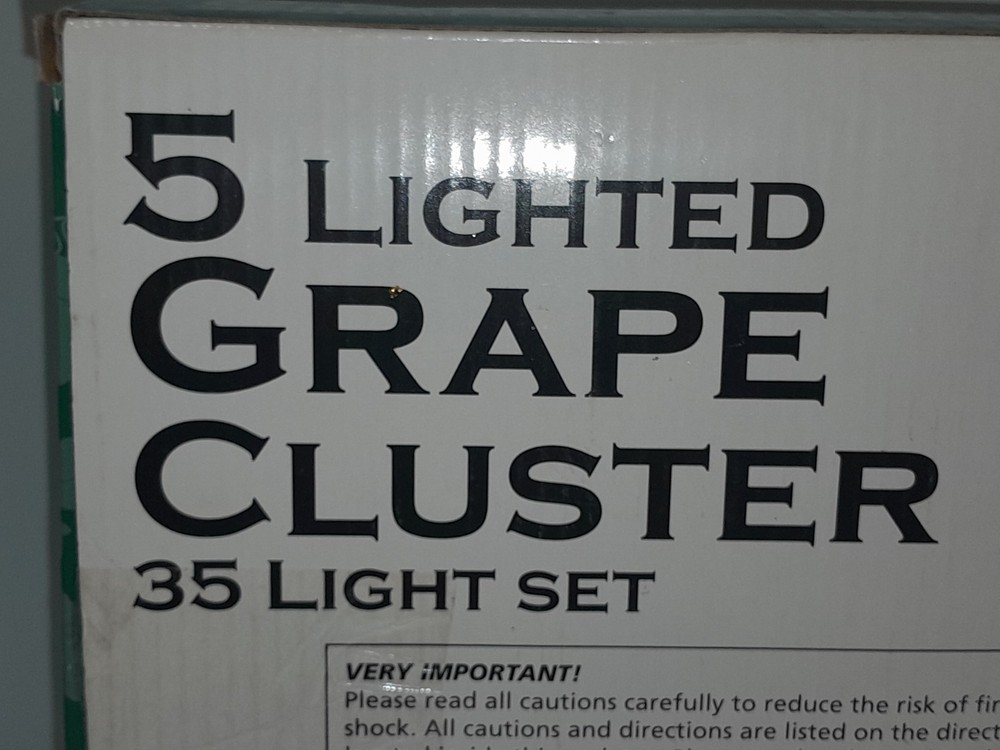 5 LIGHTED
GRAPE
CLUSTER
35 LIGHT SET
VERY IMPORTANT!
Please read all cautions carefully to reduce the risk of
shock. All cautions and directions are listed on the